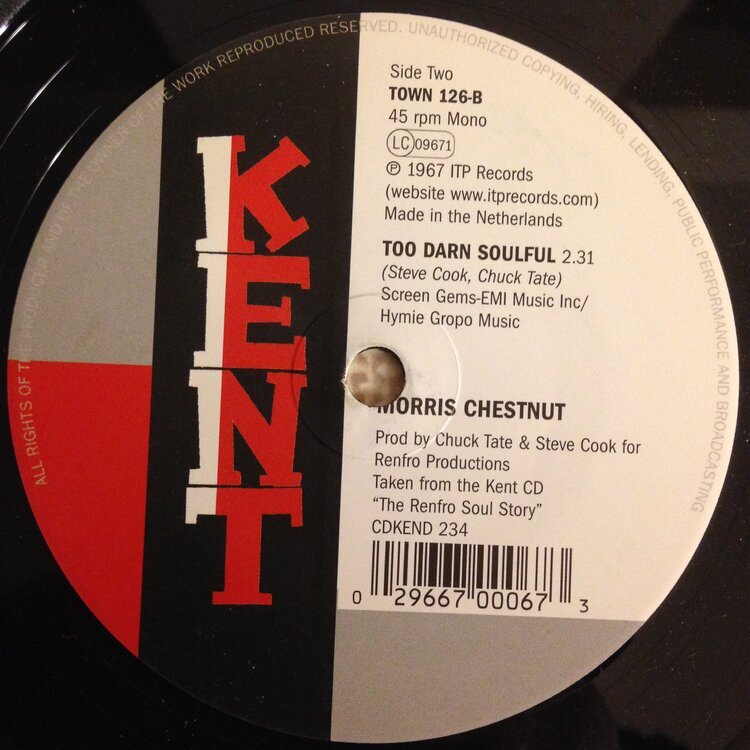 ALL RIGHTS OF THE PRODUCER AND OF THE OWNER OF THE WORK REPRODUCED RESERVED. UNAUTHORIZED COPYING, HIRING, LENDING, PUBLIC PERFORMANCE AND BROADCASTING
KENT
Side Two
TOWN 126-B
45 rpm Mono
LC 09671
℗ 1967 ITP Records
(website www.itprecords.com)
Made in the Netherlands
TOO DARN SOULFUL 2.31
(Steve Cook, Chuck Tate)
Screen Gems-EMI Music Inc/
Hymie Gropo Music
MORRIS CHESTNUT
Prod by Chuck Tate & Steve Cook for
Renfro Productions
Taken from the Kent CD
"The Renfro Soul Story"
CDKEND 234
0 29667 00067 3